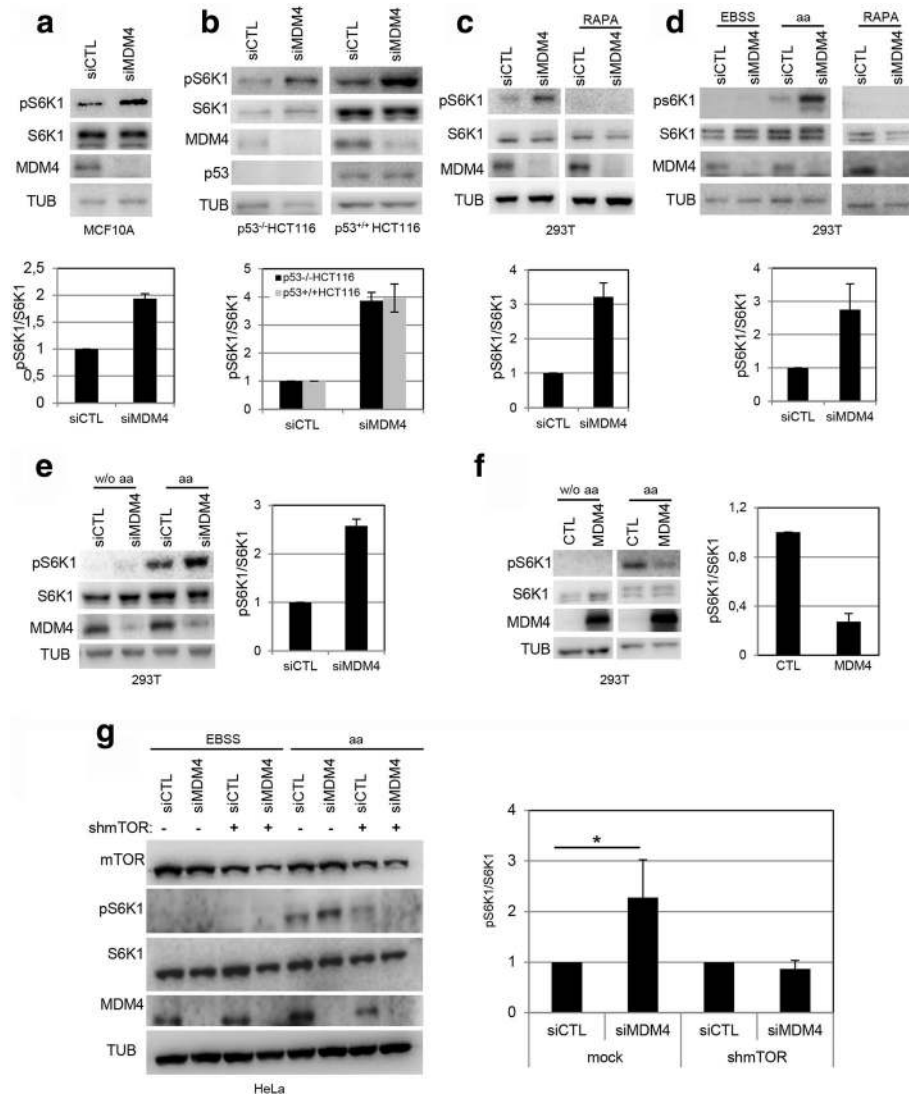 a
siCTL
siMDM4
pS6K1
S6K1
MDM4
TUB
MCF10A
pS6K1/S6K1
2,5
2
1,5
1
0,5
0
siCTL
siMDM4
b
siCTL
siMDM4
siCTL
siMDM4
pS6K1
S6K1
MDM4
p53
TUB
p53-/-HCT116
p53+/+ HCT116
pS6K1/S6K1
5
4
3
2
1
0
p53-/-HCT116
p53+/+HCT116
siCTL
siMDM4
c
RAPA
siCTL
siMDM4
siCTL
siMDM4
pS6K1
S6K1
MDM4
TUB
293T
pS6K1/S6K1
4
3
2
1
0
siCTL
siMDM4
d
EBSS
aa
RAPA
siCTL
siMDM4
siCTL
siMDM4
siCTL
siMDM4
ps6K1
S6K1
MDM4
TUB
293T
pS6K1/S6K1
4
3
2
1
0
siCTL
siMDM4
e
w/o aa
aa
siCTL
siMDM4
siCTL
siMDM4
pS6K1
S6K1
MDM4
TUB
293T
pS6K1/S6K1
3
2
1
0
siCTL
siMDM4
f
w/o aa
aa
CTL
MDM4
CTL
MDM4
pS6K1
S6K1
MDM4
TUB
293T
pS6K1/S6K1
1,2
0,8
0,4
0
CTL
MDM4
g
EBSS
aa
siCTL
siMDM4
siCTL
siMDM4
siCTL
siMDM4
siCTL
siMDM4
shmTOR: - - + + - - + +
mTOR
pS6K1
S6K1
MDM4
TUB
HeLa
pS6K1/S6K1
4
3
2
1
0
*
siCTL
siMDM4
siCTL
siMDM4
mock
shmTOR